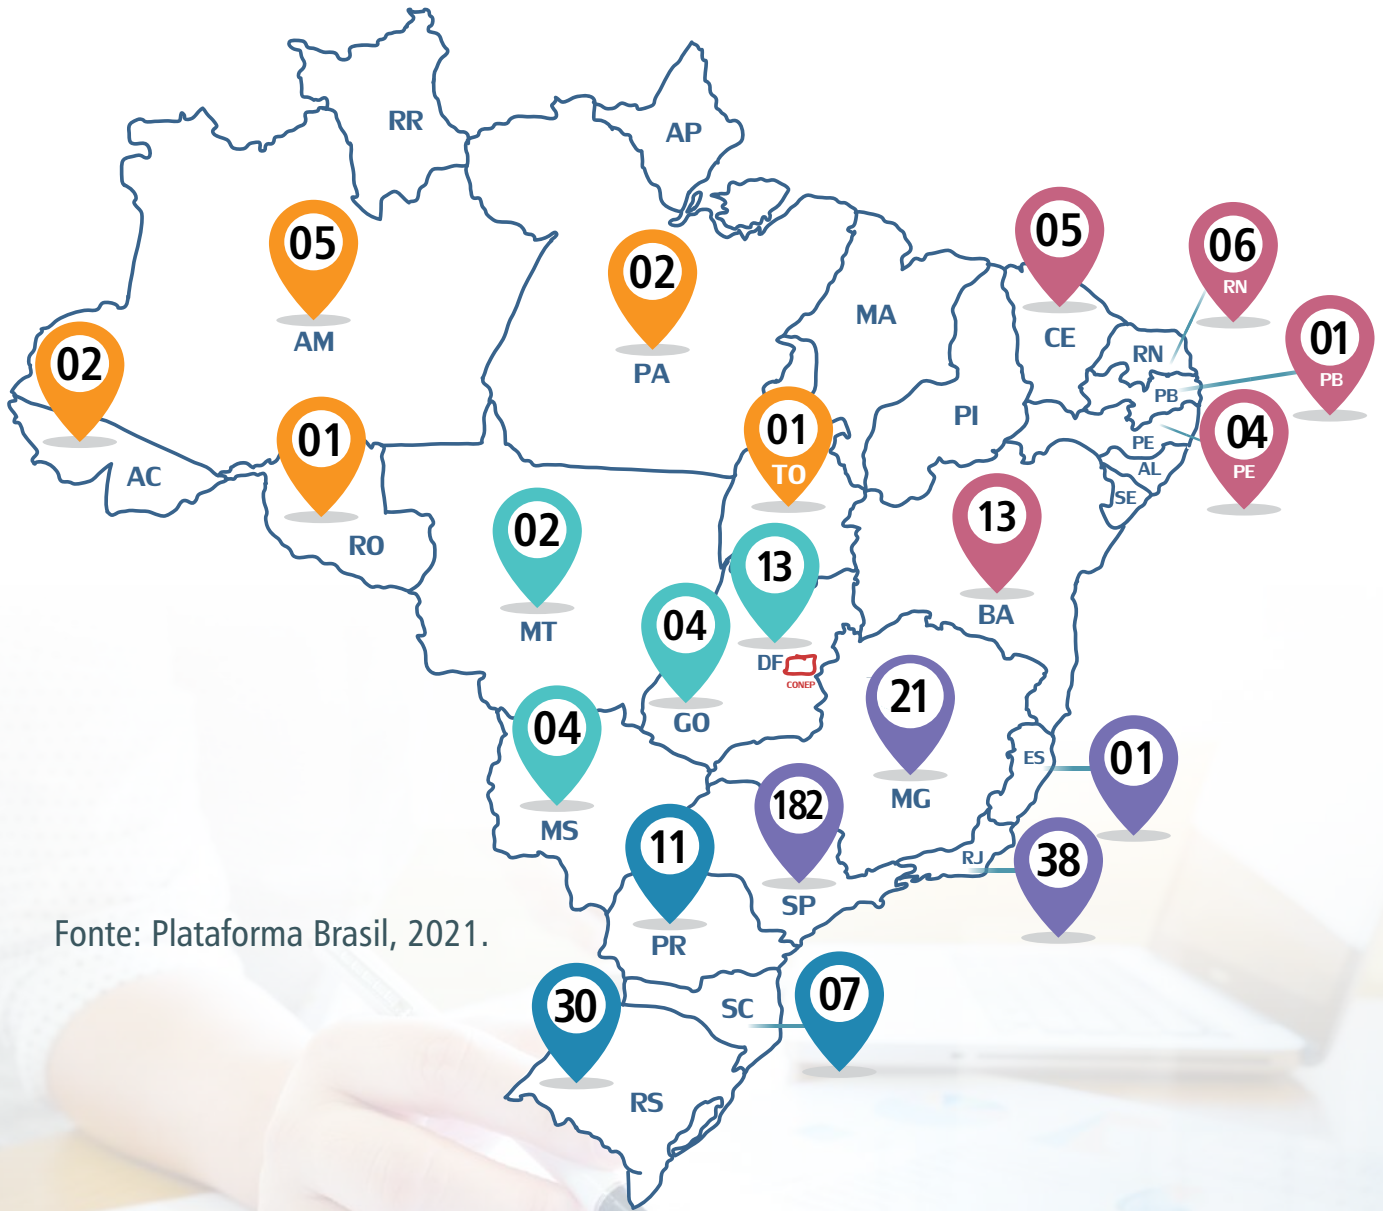 RR
AP
05
AM
02
PA
MA
05
CE
06
RN
RN
01
PB
PB
04
PE
PE
AL
SE
PI
02
AC
01
RO
01
TO
13
BA
02
MT
13
DF
CONEP
04
GO
21
MG
ES
01
04
MS
182
SP
RJ
38
11
PR
Fonte: Plataforma Brasil, 2021.
SC
07
30
RS